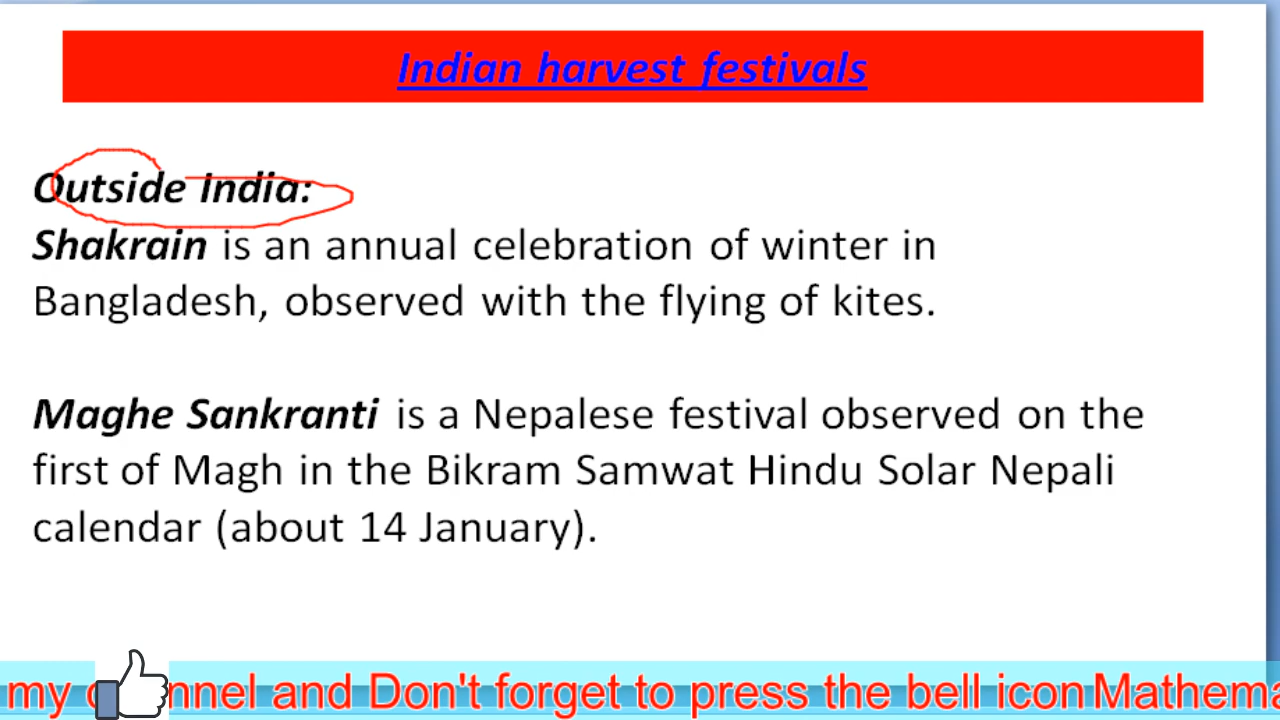 Indian harvest festivals
Outside India:
Shakrain is an annual celebration of winter in
Bangladesh, observed with the flying of kites.
Maghe Sankranti is a Nepalese festival observed on the
first of Magh in the Bikram Samwat Hindu Solar Nepali
calendar (about 14 January).
my channel and Don't forget to press the bell icon